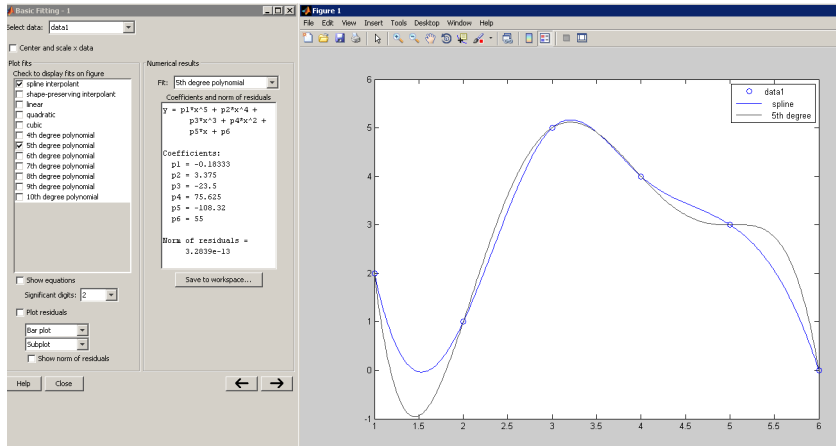 Basic Fitting - 1
Select data: data1
Center and scale x data
Plot fits
Check to display fits on figure
spline interpolant
shape-preserving interpolant
linear
quadratic
cubic
4th degree polynomial
5th degree polynomial
6th degree polynomial
7th degree polynomial
8th degree polynomial
9th degree polynomial
10th degree polynomial
Show equations
Significant digits: 2
Plot residuals
Bar plot
Subplot
Show norm of residuals
Help Close
Numerical results
Fit: 5th degree polynomial
Coefficients and norm of residuals
y = p1*x^5 + p2*x^4 +
p3*x^3 + p4*x^2 +
p5*x + p6
Coefficients:
p1 = -0.18333
p2 = 3.375
p3 = -23.5
p4 = 75.625
p5 = -108.32
p6 = 55
Norm of residuals =
3.2839e-13
Save to workspace...
Figure 1
File Edit View Insert Tools Desktop Window Help
data1
spline
5th degree
6
5
4
3
2
1
0
-1
1 1.5 2 2.5 3 3.5 4 4.5 5 5.5 6